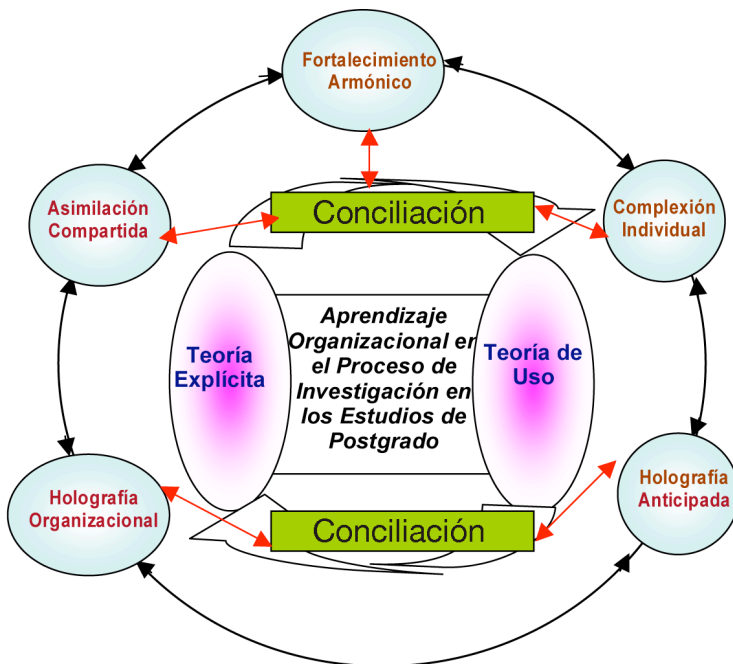 Fortalecimiento
Armónico
Asimilación
Compartida
Conciliación
Complexión
Individual
Teoría
Explícita
Aprendizaje
Organizacional en
el Proceso de
Investigación en
los Estudios de
Postgrado
Teoría de
Uso
Holografía
Organizacional
Conciliación
Holografía
Anticipada